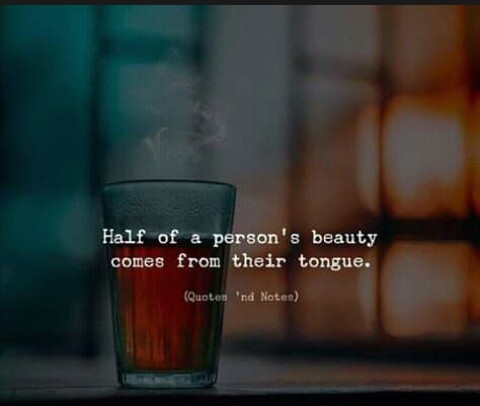 Half of a person's beauty
comes from their tongue.
(Quotes 'nd Notes)